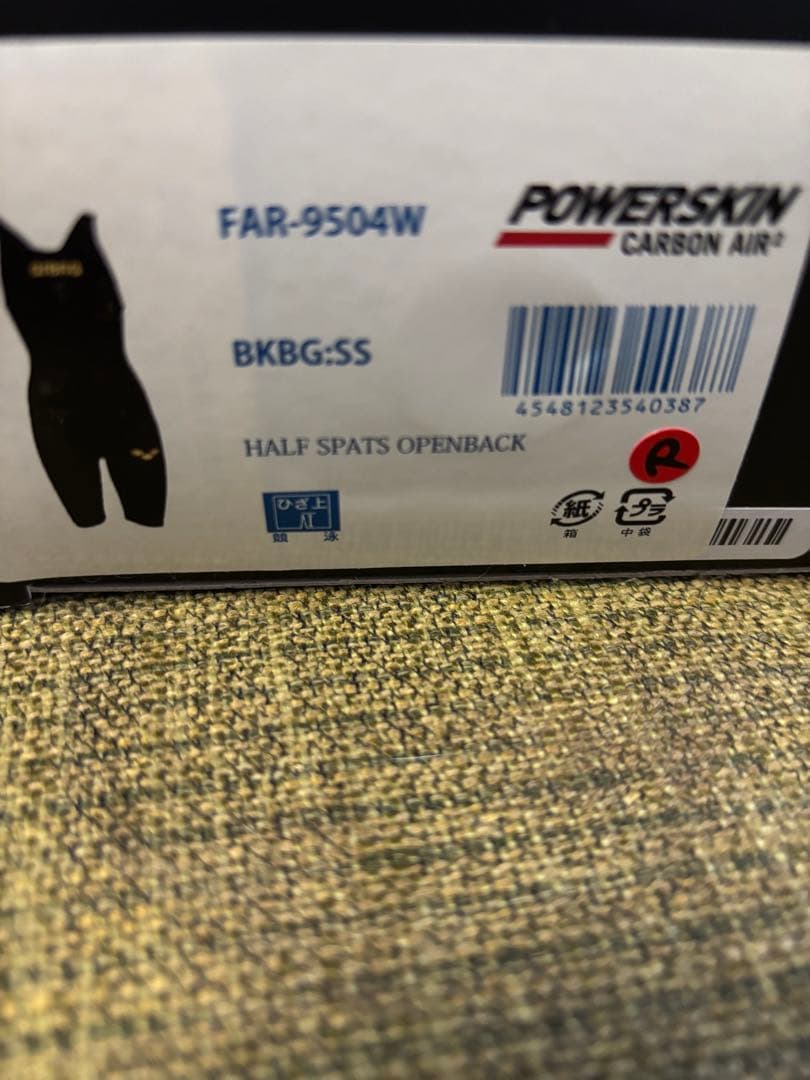 FAR-9504W
POWERSKIN
CARBON AIR²
BKBG:SS
4548123540387
HALF SPATS OPENBACK
R
ひざ上
競 泳
紙
箱
プラ
中袋